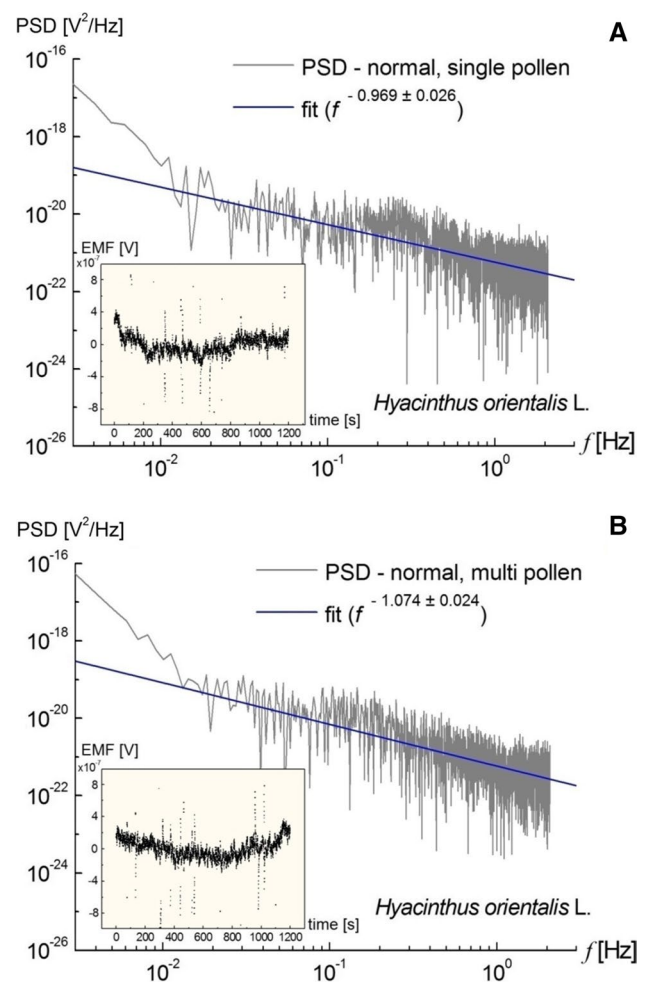 PSD [V²/Hz]
A
10⁻¹⁶
10⁻¹⁸
10⁻²⁰
10⁻²²
10⁻²⁴
10⁻²⁶
PSD - normal, single pollen
fit (f ⁻ ⁰·⁹⁶⁹ ± ⁰·⁰²⁶)
EMF [V]
x10⁻⁷
8
4
0
-4
-8
0 200 400 600 800 1000 1200
time [s]
Hyacinthus orientalis L.
f [Hz]
10⁻² 10⁻¹ 10⁰
PSD [V²/Hz]
B
10⁻¹⁶
10⁻¹⁸
10⁻²⁰
10⁻²²
10⁻²⁴
10⁻²⁶
PSD - normal, multi pollen
fit (f ⁻ ¹·⁰⁷⁴ ± ⁰·⁰²⁴)
EMF [V]
x10⁻⁷
8
4
0
-4
-8
0 200 400 600 800 1000 1200
time [s]
Hyacinthus orientalis L.
f [Hz]
10⁻² 10⁻¹ 10⁰